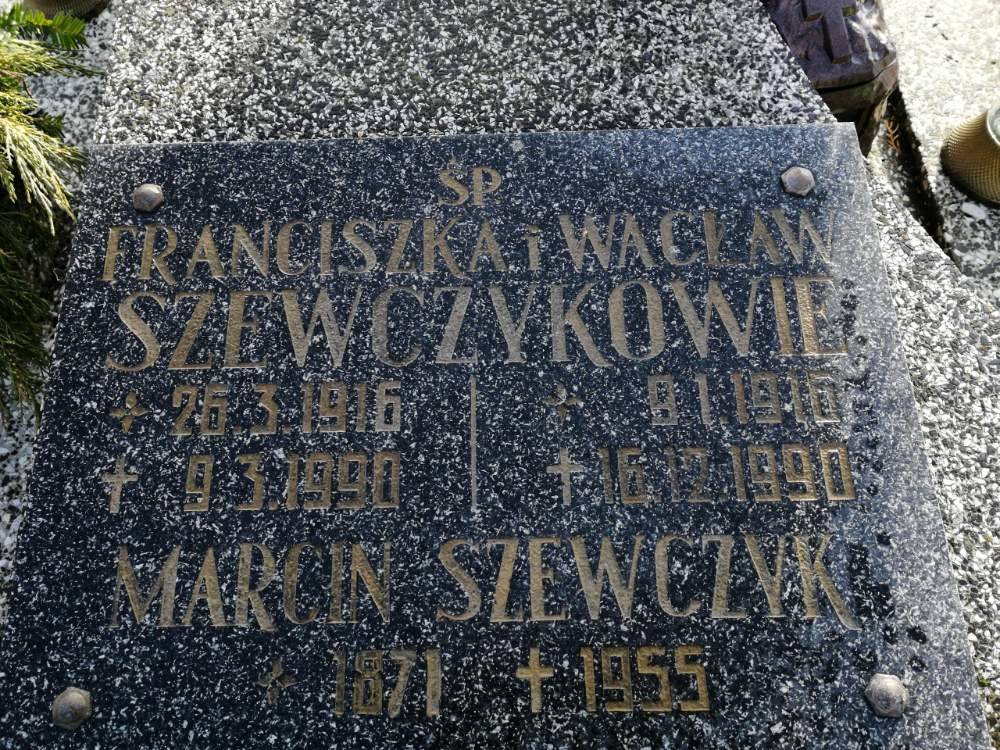 ŚP
FRANCISZKA i WACŁAW
SZEWCZYKOWIE
26.3.1916 9.1.1916
9.3.1990 16.12.1990
MARCIN SZEWCZYK
1871 1955